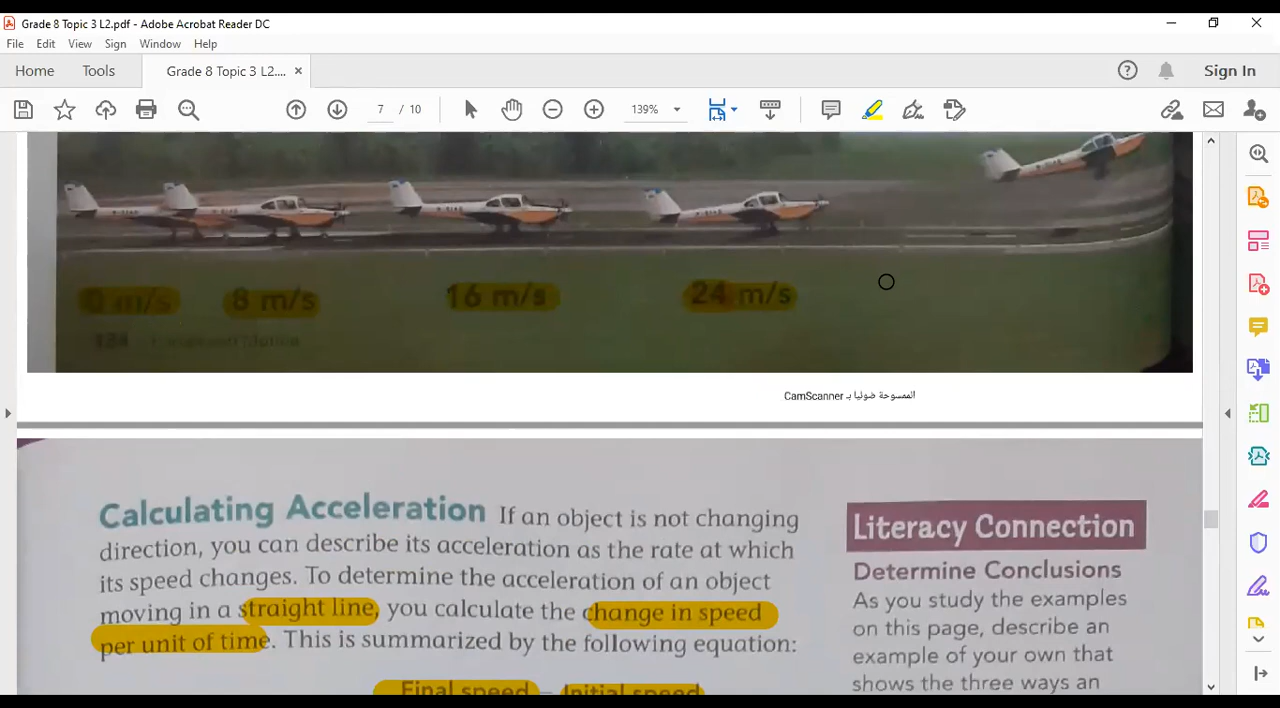 Grade 8 Topic 3 L2.pdf - Adobe Acrobat Reader DC
File Edit View Sign Window Help
Home Tools Grade 8 Topic 3 L2.... × Sign In
7 / 10 139%
0 m/s 8 m/s 16 m/s 24 m/s
الممسوحة ضوئيا بـ CamScanner
Calculating Acceleration If an object is not changing
direction, you can describe its acceleration as the rate at which
its speed changes. To determine the acceleration of an object
moving in a straight line, you calculate the change in speed
per unit of time. This is summarized by the following equation:
Final speed – Initial speed
Literacy Connection
Determine Conclusions
As you study the examples
on this page, describe an
example of your own that
shows the three ways an